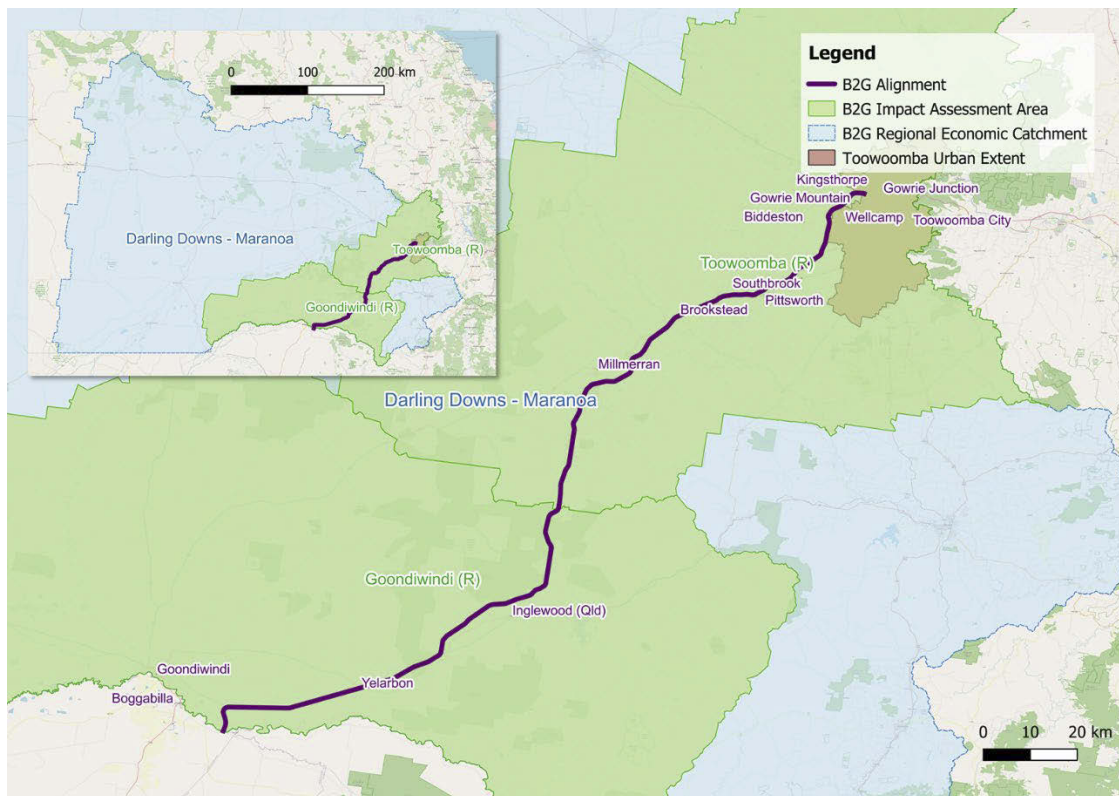 0 100 200 km
Darling Downs - Maranoa
Toowoomba (R)
Goondiwindi (R)
Legend
B2G Alignment
B2G Impact Assessment Area
B2G Regional Economic Catchment
Toowoomba Urban Extent
Kingsthorpe
Gowrie Junction
Gowrie Mountain
Biddeston
Wellcamp
Toowoomba City
Toowoomba (R)
Southbrook
Pittsworth
Brookstead
Millmerran
Darling Downs - Maranoa
Goondiwindi (R)
Inglewood (Qld)
Goondiwindi
Yelarbon
Boggabilla
0 10 20 km